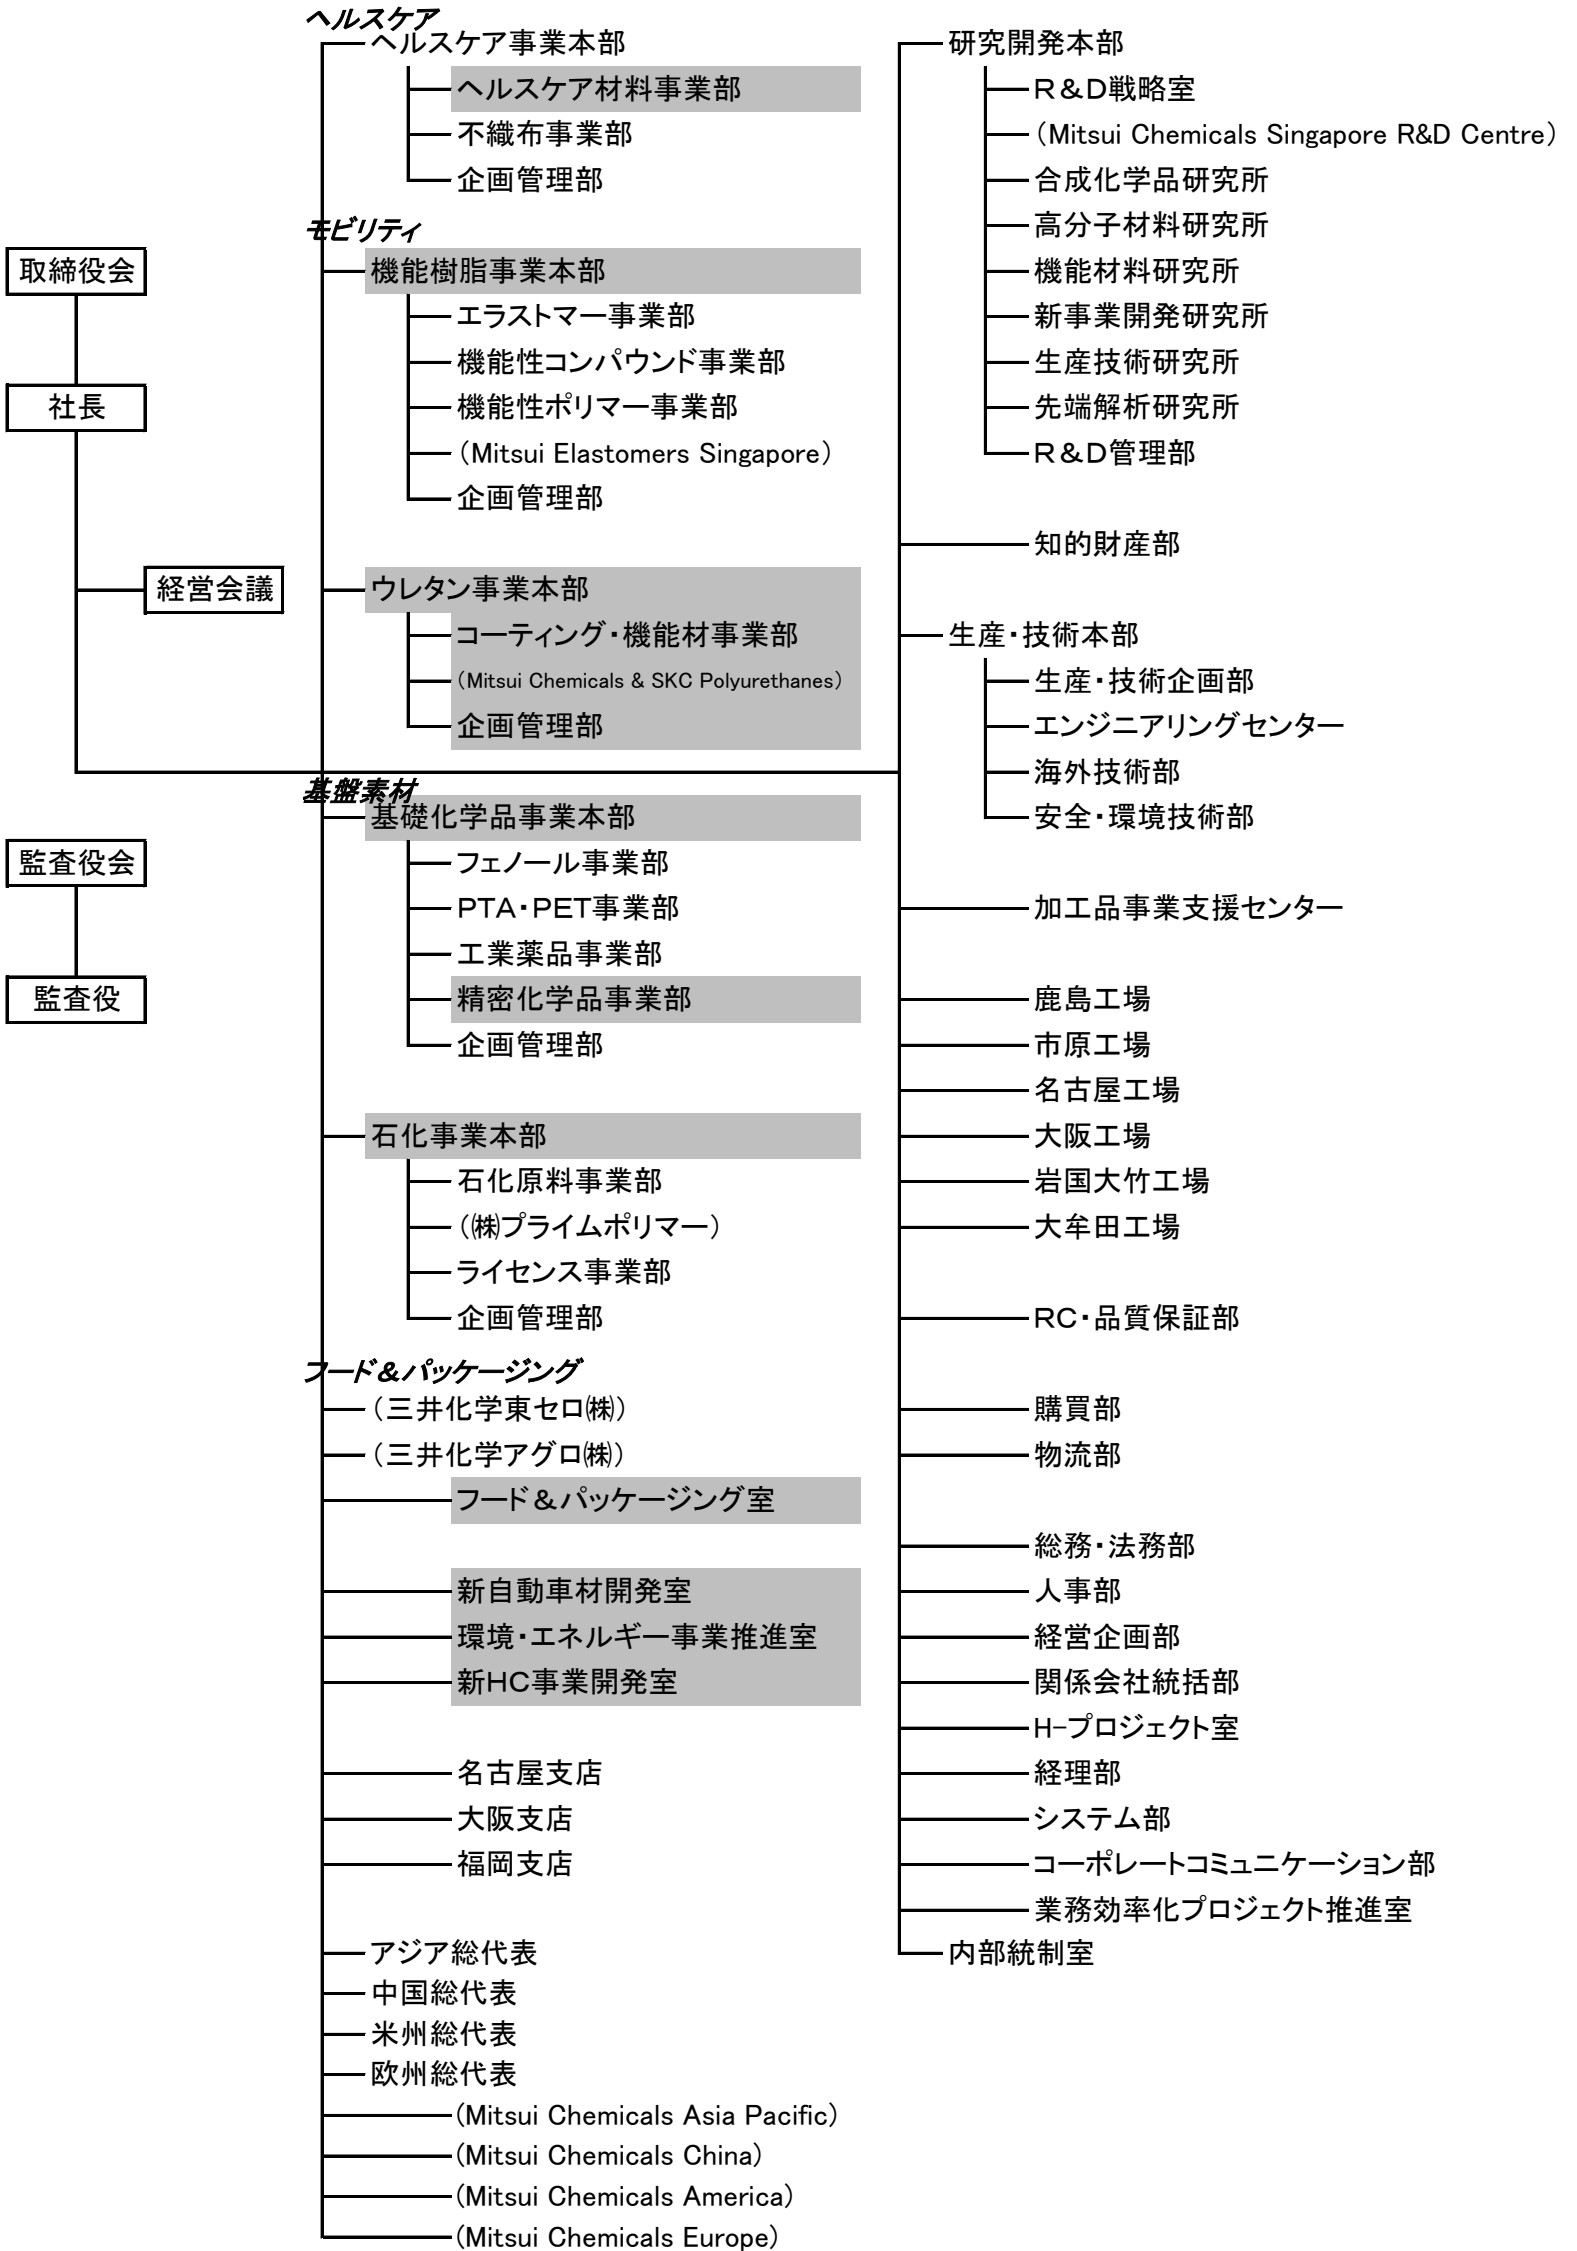 取締役会
社長
経営会議
監査役会
監査役
ヘルスケア
ヘルスケア事業本部
ヘルスケア材料事業部
不織布事業部
企画管理部
モビリティ
機能樹脂事業本部
エラストマー事業部
機能性コンパウンド事業部
機能性ポリマー事業部
（Mitsui Elastomers Singapore）
企画管理部
ウレタン事業本部
コーティング・機能材事業部
（Mitsui Chemicals & SKC Polyurethanes）
企画管理部
基盤素材
基礎化学品事業本部
フェノール事業部
PTA・PET事業部
工業薬品事業部
精密化学品事業部
企画管理部
石化事業本部
石化原料事業部
（㈱プライムポリマー）
ライセンス事業部
企画管理部
フード＆パッケージング
（三井化学東セロ㈱）
（三井化学アグロ㈱）
フード＆パッケージング室
新自動車材開発室
環境・エネルギー事業推進室
新HC事業開発室
名古屋支店
大阪支店
福岡支店
アジア総代表
中国総代表
米州総代表
欧州総代表
(Mitsui Chemicals Asia Pacific)
(Mitsui Chemicals China)
(Mitsui Chemicals America)
(Mitsui Chemicals Europe)
研究開発本部
Ｒ＆Ｄ戦略室
（Mitsui Chemicals Singapore R&D Centre）
合成化学品研究所
高分子材料研究所
機能材料研究所
新事業開発研究所
生産技術研究所
先端解析研究所
Ｒ＆Ｄ管理部
知的財産部
生産・技術本部
生産・技術企画部
エンジニアリングセンター
海外技術部
安全・環境技術部
加工品事業支援センター
鹿島工場
市原工場
名古屋工場
大阪工場
岩国大竹工場
大牟田工場
RC・品質保証部
購買部
物流部
総務・法務部
人事部
経営企画部
関係会社統括部
H-プロジェクト室
経理部
システム部
コーポレートコミュニケーション部
業務効率化プロジェクト推進室
内部統制室